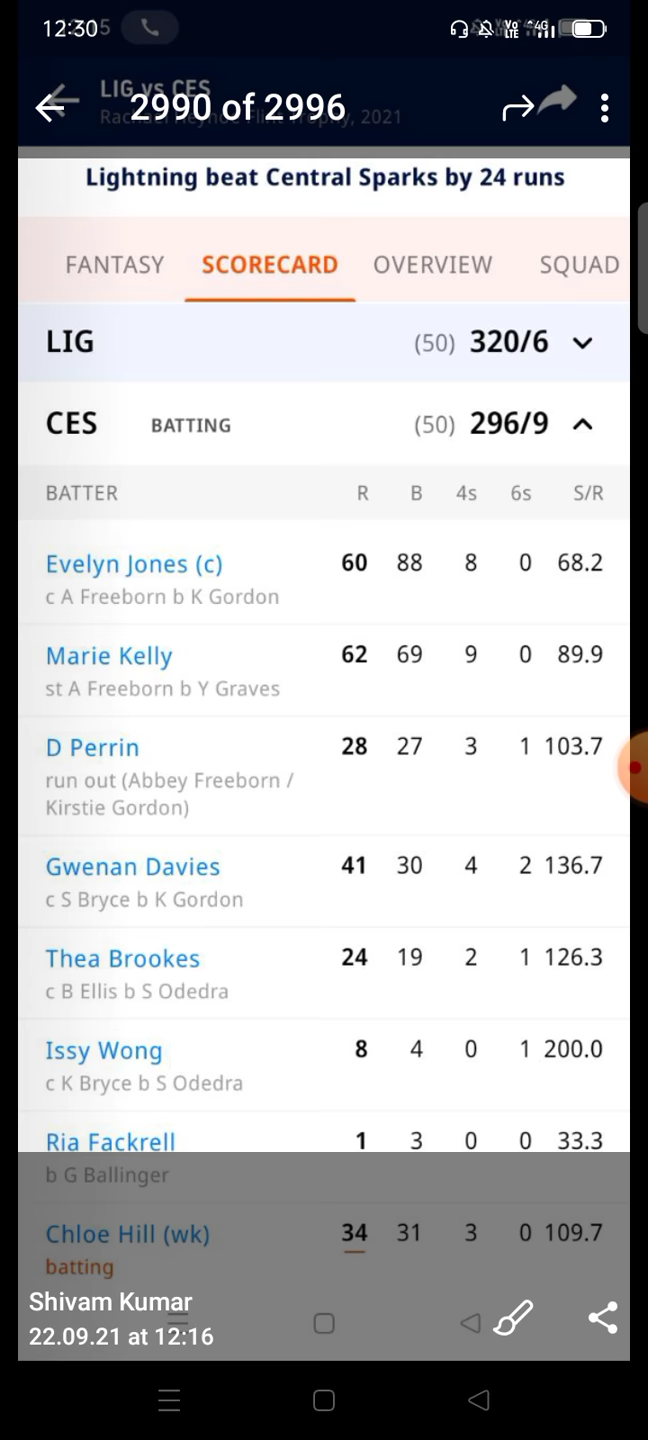 12:30
LIG vs CES
2990 of 2996
Trophy, 2021
Lightning beat Central Sparks by 24 runs
FANTASY SCORECARD OVERVIEW SQUAD
LIG (50) 320/6
CES BATTING (50) 296/9
BATTER R B 4s 6s S/R
Evelyn Jones (c) 60 88 8 0 68.2
c A Freeborn b K Gordon
Marie Kelly 62 69 9 0 89.9
st A Freeborn b Y Graves
D Perrin 28 27 3 1 103.7
run out (Abbey Freeborn /
Kirstie Gordon)
Gwenan Davies 41 30 4 2 136.7
c S Bryce b K Gordon
Thea Brookes 24 19 2 1 126.3
c B Ellis b S Odedra
Issy Wong 8 4 0 1 200.0
c K Bryce b S Odedra
Ria Fackrell 1 3 0 0 33.3
b G Ballinger
Chloe Hill (wk) 34 31 3 0 109.7
batting
Shivam Kumar
22.09.21 at 12:16